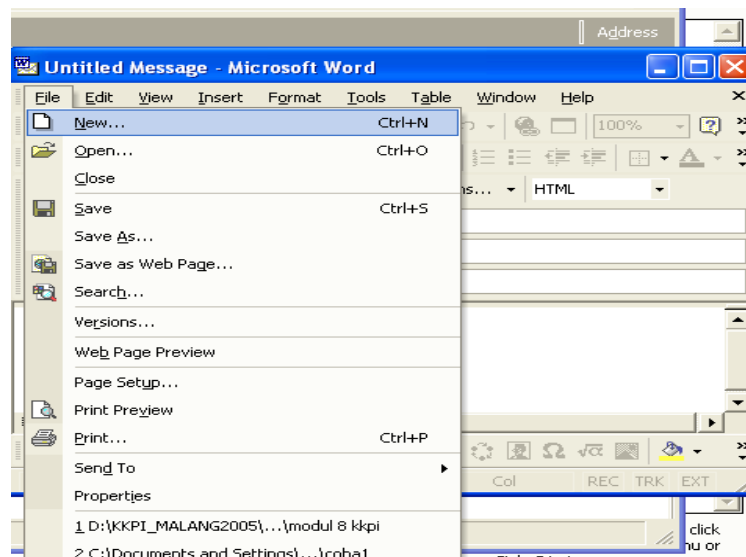 Address
Untitled Message - Microsoft Word
File Edit View Insert Format Tools Table Window Help
New... Ctrl+N
100%
Open... Ctrl+O
Close
HTML
Save Ctrl+S
Save As...
Save as Web Page...
Search...
Versions...
Web Page Preview
Page Setup...
Print Preview
Print... Ctrl+P
Send To
Col REC TRK EXT
Properties
1 D:\KKPI_MALANG2005\...\modul 8 kkpi
click
nu or
2 C:\Documents and Settings\...\coba1